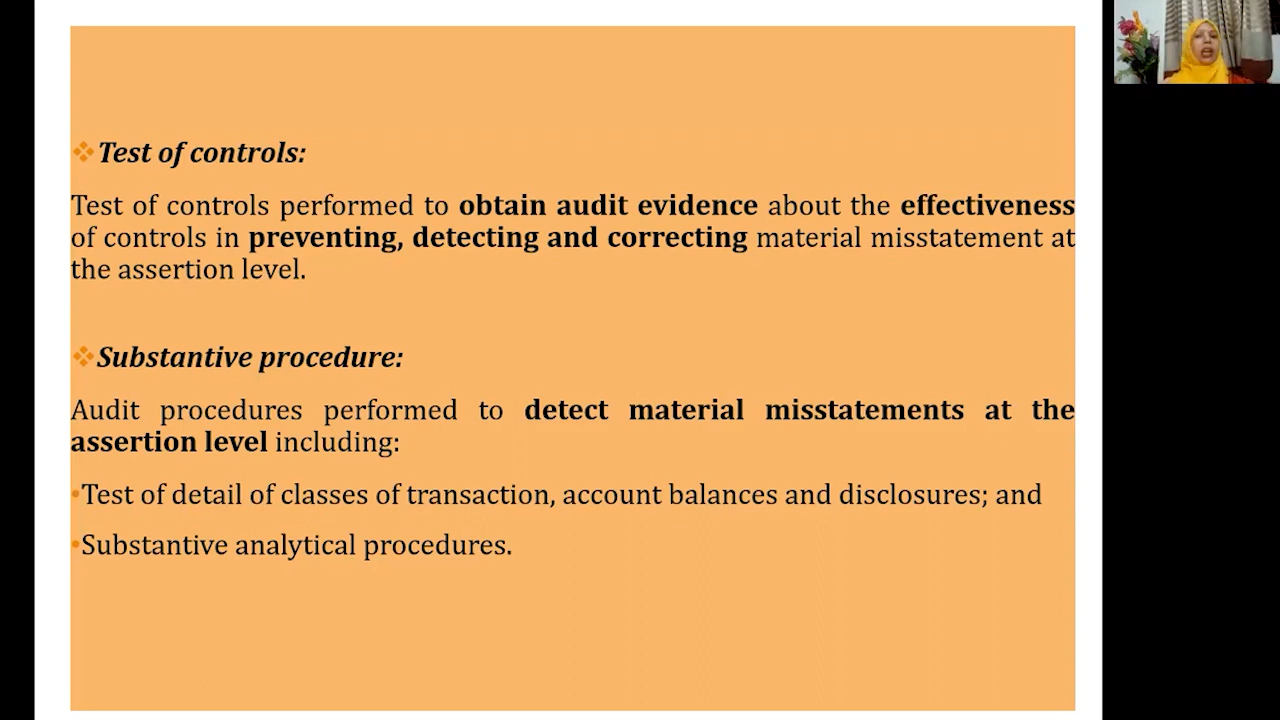 Test of controls:
Test of controls performed to obtain audit evidence about the effectiveness
of controls in preventing, detecting and correcting material misstatement at
the assertion level.
Substantive procedure:
Audit procedures performed to detect material misstatements at the
assertion level including:
•Test of detail of classes of transaction, account balances and disclosures; and
•Substantive analytical procedures.